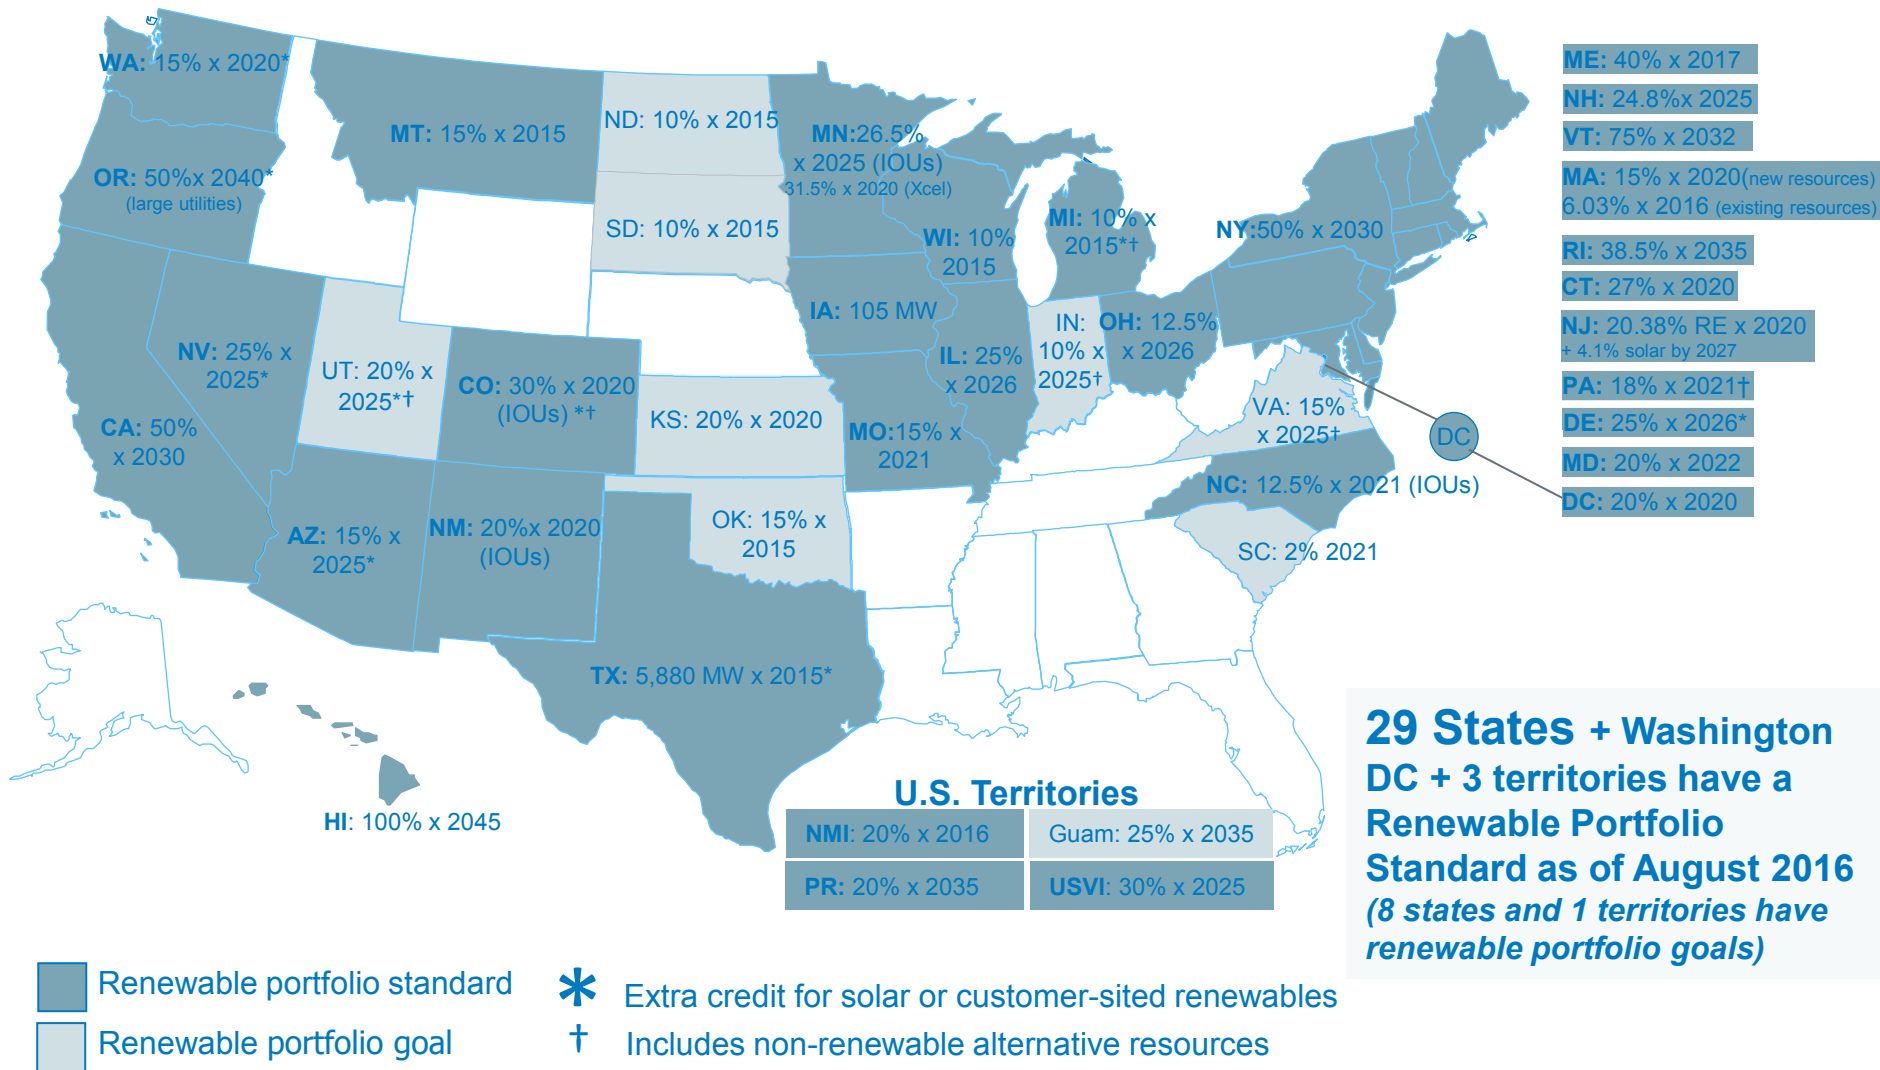 WA: 15% x 2020*
OR: 50%x 2040*
(large utilities)
CA: 50%
x 2030
NV: 25% x
2025*
MT: 15% x 2015
UT: 20% x
2025*†
AZ: 15% x
2025*
CO: 30% x 2020
(IOUs) *†
NM: 20%x 2020
(IOUs)
ND: 10% x 2015
SD: 10% x 2015
KS: 20% x 2020
OK: 15% x
2015
TX: 5,880 MW x 2015*
MN:26.5%
x 2025 (IOUs)
31.5% x 2020 (Xcel)
IA: 105 MW
MO:15% x
2021
WI: 10%
2015
IL: 25%
x 2026
MI: 10% x
2015*†
IN:
10% x
2025†
OH: 12.5%
x 2026
NY:50% x 2030
VA: 15%
x 2025†
NC: 12.5% x 2021 (IOUs)
SC: 2% 2021
DC
HI: 100% x 2045
ME: 40% x 2017
NH: 24.8%x 2025
VT: 75% x 2032
MA: 15% x 2020(new resources)
6.03% x 2016 (existing resources)
RI: 38.5% x 2035
CT: 27% x 2020
NJ: 20.38% RE x 2020
+ 4.1% solar by 2027
PA: 18% x 2021†
DE: 25% x 2026*
MD: 20% x 2022
DC: 20% x 2020
U.S. Territories
NMI: 20% x 2016
Guam: 25% x 2035
PR: 20% x 2035
USVI: 30% x 2025
29 States + Washington
DC + 3 territories have a
Renewable Portfolio
Standard as of August 2016
(8 states and 1 territories have
renewable portfolio goals)
Renewable portfolio standard
Renewable portfolio goal
* Extra credit for solar or customer-sited renewables
† Includes non-renewable alternative resources